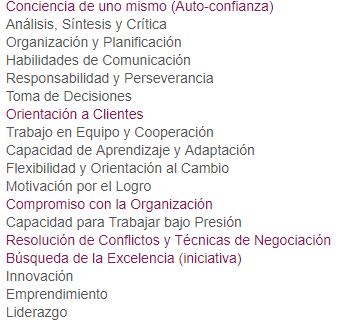 Conciencia de uno mismo (Auto-confianza)
Análisis, Síntesis y Crítica
Organización y Planificación
Habilidades de Comunicación
Responsabilidad y Perseverancia
Toma de Decisiones
Orientación a Clientes
Trabajo en Equipo y Cooperación
Capacidad de Aprendizaje y Adaptación
Flexibilidad y Orientación al Cambio
Motivación por el Logro
Compromiso con la Organización
Capacidad para Trabajar bajo Presión
Resolución de Conflictos y Técnicas de Negociación
Búsqueda de la Excelencia (iniciativa)
Innovación
Emprendimiento
Liderazgo